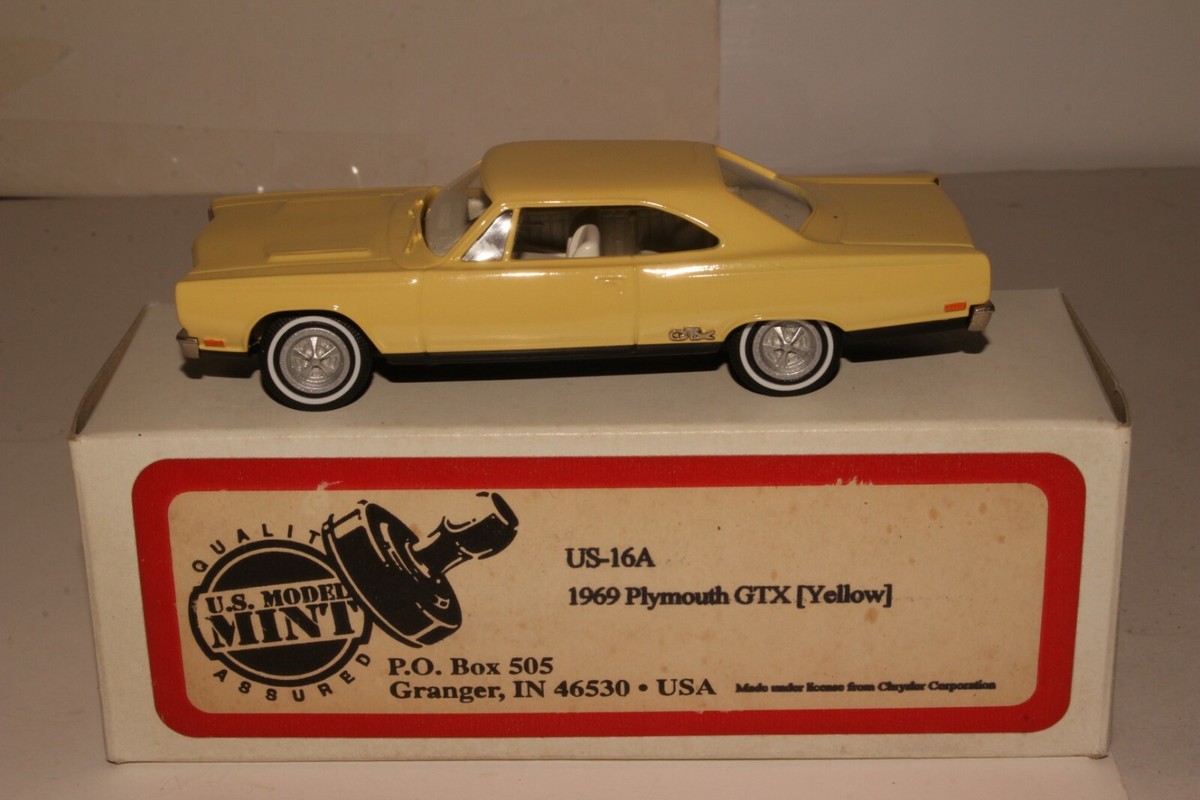 GTX
QUALITY
U.S. MODEL
MINT
ASSURED
US-16A
1969 Plymouth GTX [Yellow]
P.O. Box 505
Granger, IN 46530 • USA
Made under license from Chrysler Corporation